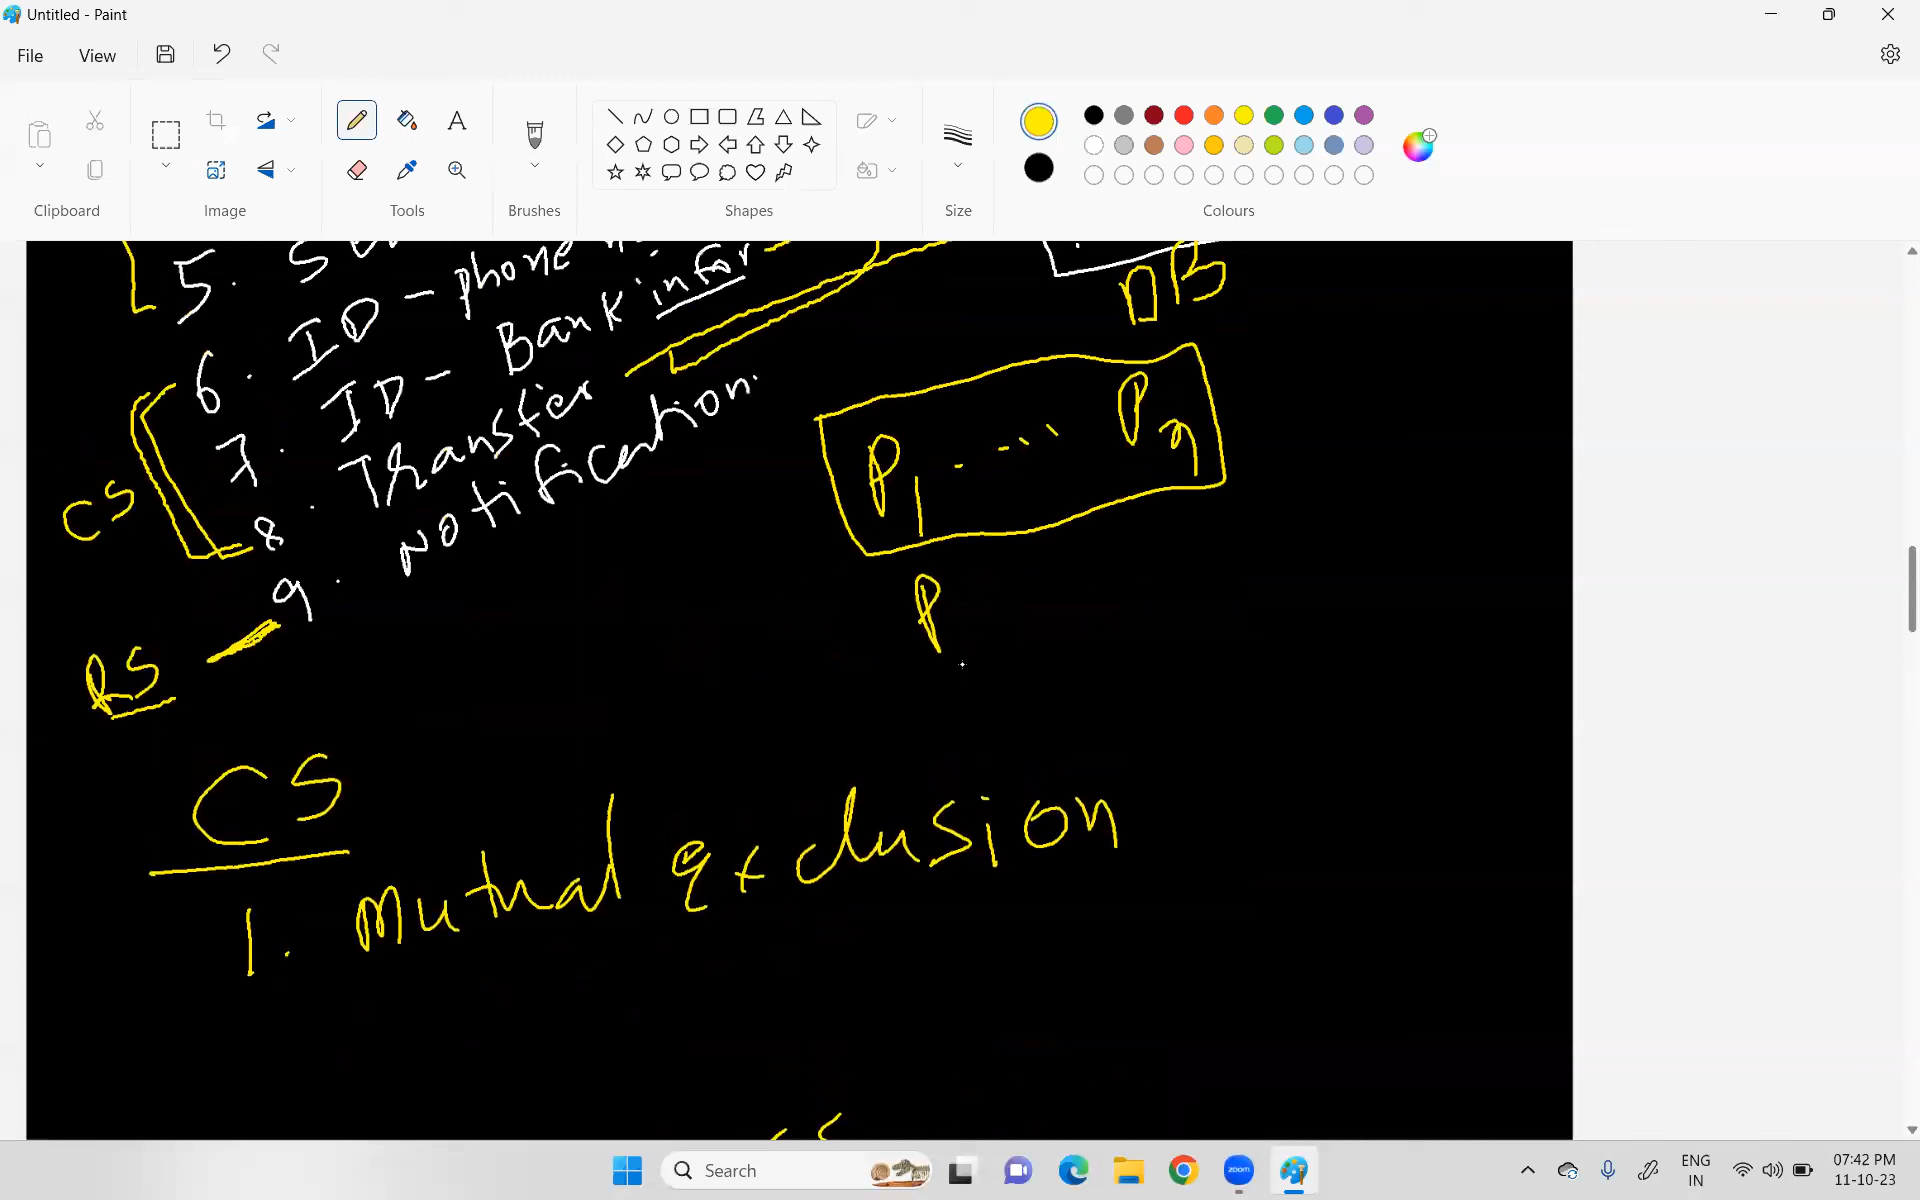 Untitled - Paint
File
View
Clipboard
Image
Tools
Brushes
Shapes
Size
Colours
5.
DB
6. ID - phone
7. ID - Bank infor
8. Transfer
9. Notification.
CS
RS
P1 ... Pn
P
CS
1. Mutual exclusion
Search
zoom
ENG
IN
07:42 PM
11-10-23